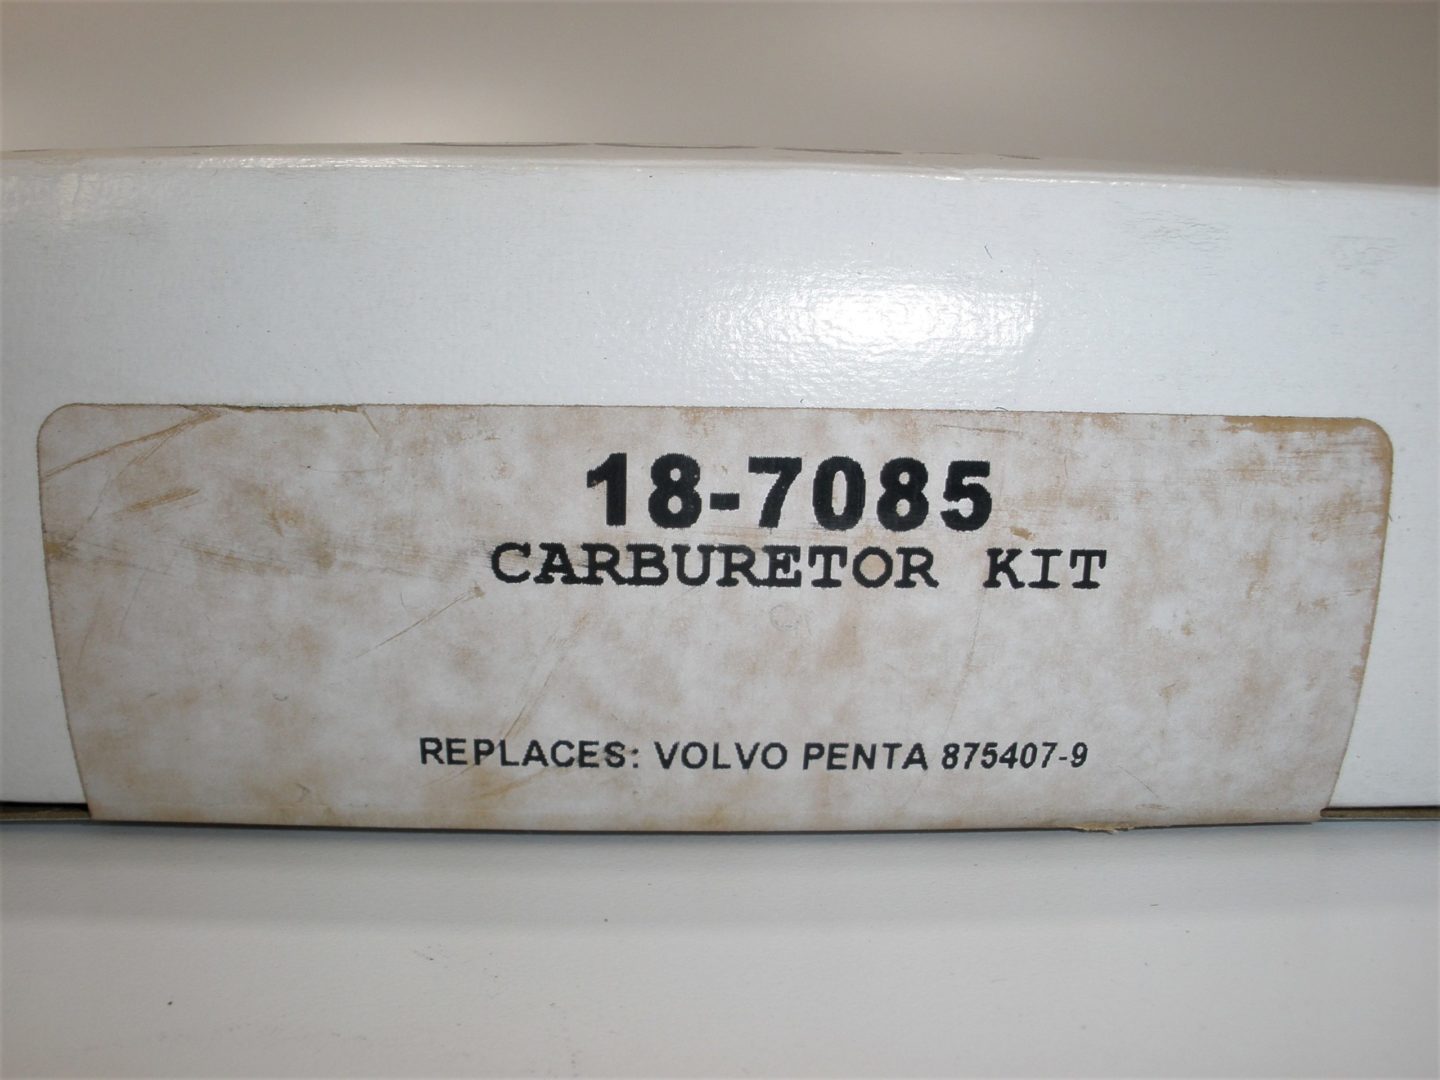 18-7085
CARBURETOR KIT
REPLACES: VOLVO PENTA 875407-9